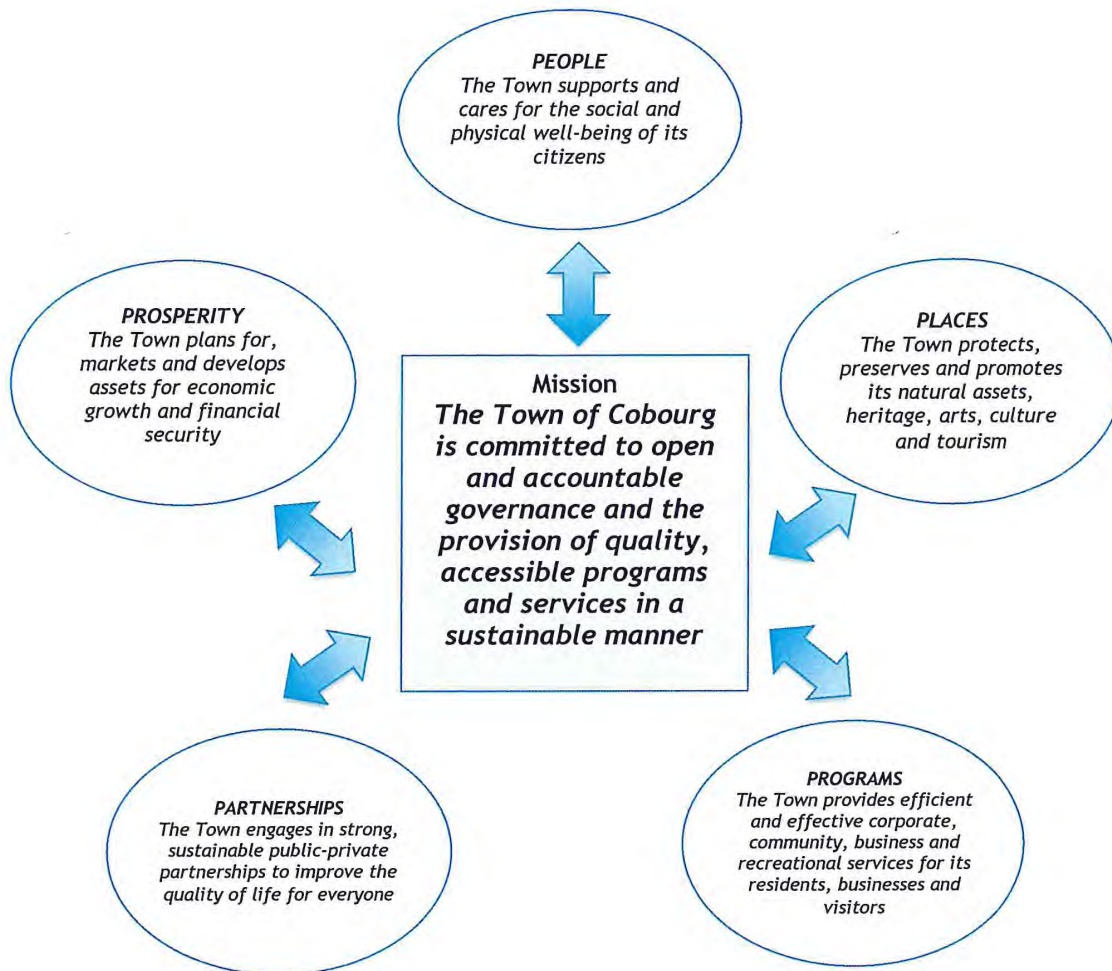 PEOPLE
The Town supports and
cares for the social and
physical well-being of its
citizens
PROSPERITY
The Town plans for,
markets and develops
assets for economic
growth and financial
security
PLACES
The Town protects,
preserves and promotes
its natural assets,
heritage, arts, culture
and tourism
Mission
The Town of Cobourg
is committed to open
and accountable
governance and the
provision of quality,
accessible programs
and services in a
sustainable manner
PARTNERSHIPS
The Town engages in strong,
sustainable public-private
partnerships to improve the
quality of life for everyone
PROGRAMS
The Town provides efficient
and effective corporate,
community, business and
recreational services for its
residents, businesses and
visitors